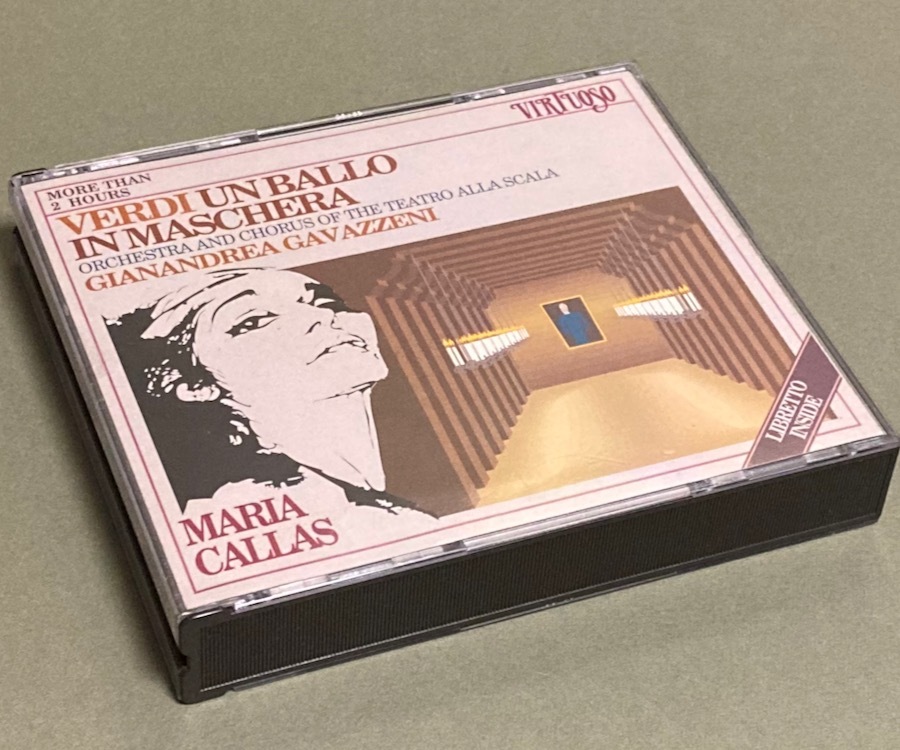 VIRTUOSO
MORE THAN
2 HOURS
VERDI UN BALLO
IN MASCHERA
ORCHESTRA AND CHORUS OF THE TEATRO ALLA SCALA
GIANANDREA GAVAZZENI
LIBRETTO
INSIDE
MARIA
CALLAS